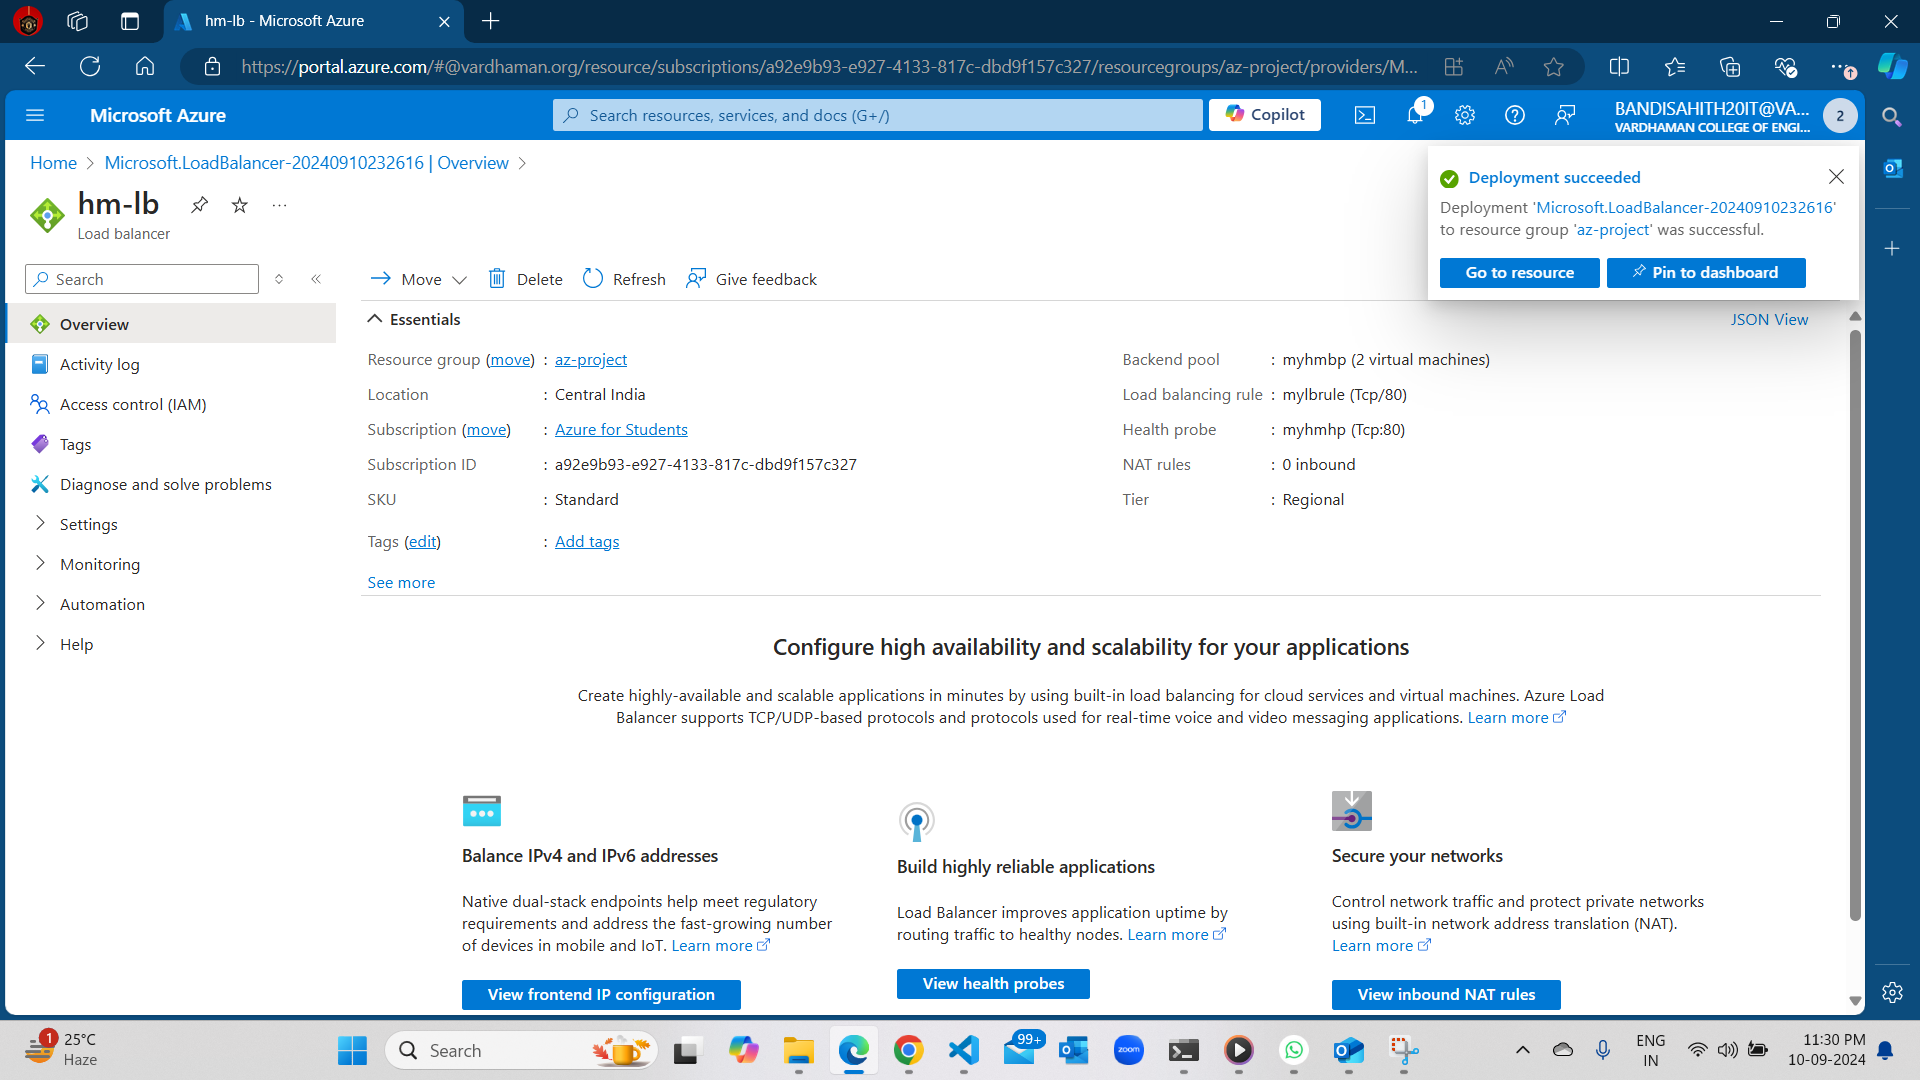 hm-lb - Microsoft Azure
https://portal.azure.com/#@vardhaman.org/resource/subscriptions/a92e9b93-e927-4133-817c-dbd9f157c327/resourcegroups/az-project/providers/M...
Microsoft Azure
Search resources, services, and docs (G+/)
Copilot
1
BANDISAHITH20IT@VA...
VARDHAMAN COLLEGE OF ENGI...
2
Home > Microsoft.LoadBalancer-20240910232616 | Overview >
hm-lb
Load balancer
Deployment succeeded
Deployment 'Microsoft.LoadBalancer-20240910232616'
to resource group 'az-project' was successful.
Go to resource
Pin to dashboard
Search
Move
Delete
Refresh
Give feedback
Overview
Activity log
Access control (IAM)
Tags
Diagnose and solve problems
Settings
Monitoring
Automation
Help
Essentials
JSON View
Resource group (move) : az-project
Location : Central India
Subscription (move) : Azure for Students
Subscription ID : a92e9b93-e927-4133-817c-dbd9f157c327
SKU : Standard
Tags (edit) : Add tags
See more
Backend pool : myhmbp (2 virtual machines)
Load balancing rule : mylbrule (Tcp/80)
Health probe : myhmhp (Tcp:80)
NAT rules : 0 inbound
Tier : Regional
Configure high availability and scalability for your applications
Create highly-available and scalable applications in minutes by using built-in load balancing for cloud services and virtual machines. Azure Load
Balancer supports TCP/UDP-based protocols and protocols used for real-time voice and video messaging applications. Learn more
Balance IPv4 and IPv6 addresses
Native dual-stack endpoints help meet regulatory
requirements and address the fast-growing number
of devices in mobile and IoT. Learn more
View frontend IP configuration
Build highly reliable applications
Load Balancer improves application uptime by
routing traffic to healthy nodes. Learn more
View health probes
Secure your networks
Control network traffic and protect private networks
using built-in network address translation (NAT).
Learn more
View inbound NAT rules
1
25°C
Haze
Search
99+
zoom
ENG
IN
11:30 PM
10-09-2024